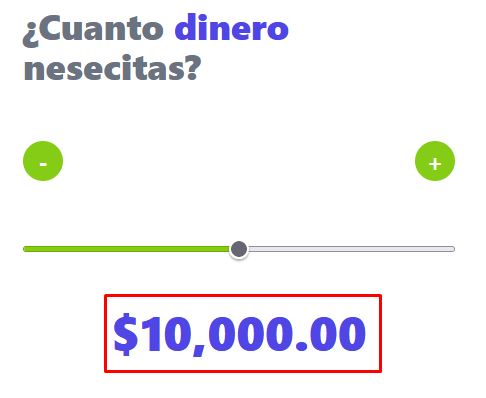 ¿Cuanto dinero
nesecitas?
-
+
$10,000.00